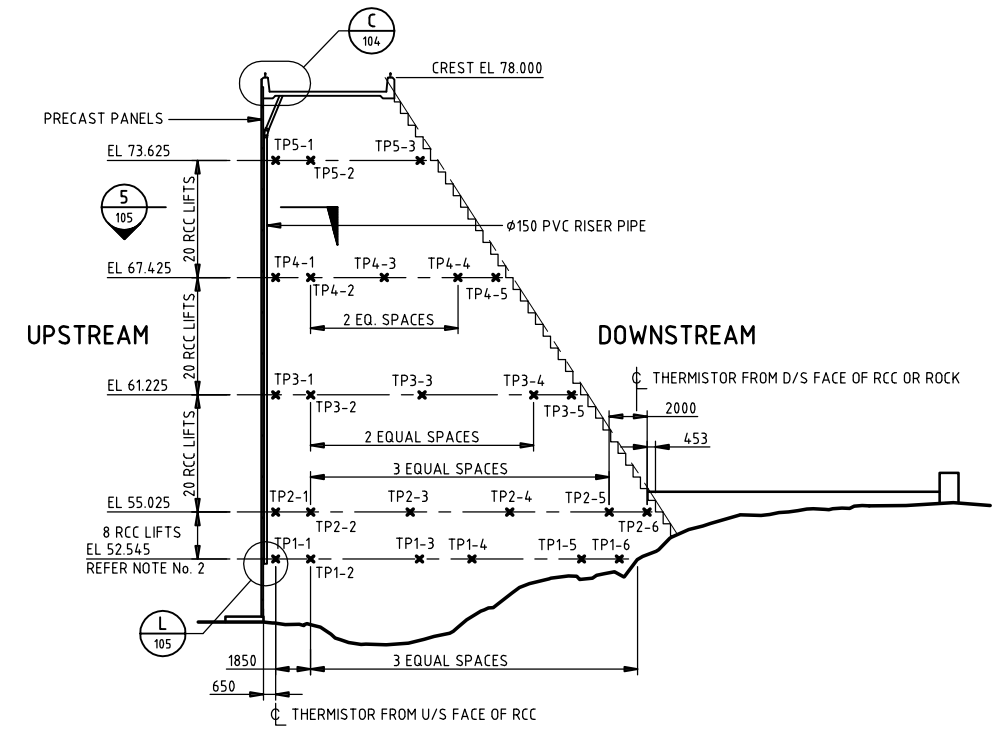 C
104
CREST EL 78.000
PRECAST PANELS
TP5-1
TP5-3
EL 73.625
TP5-2
5
105
20 RCC LIFTS
Ø150 PVC RISER PIPE
EL 67.425
TP4-1
TP4-3
TP4-4
TP4-2
TP4-5
2 EQ. SPACES
UPSTREAM
DOWNSTREAM
20 RCC LIFTS
℄ THERMISTOR FROM D/S FACE OF RCC OR ROCK
EL 61.225
TP3-1
TP3-3
TP3-4
TP3-2
TP3-5
2000
2 EQUAL SPACES
453
20 RCC LIFTS
3 EQUAL SPACES
EL 55.025
TP2-1
TP2-3
TP2-4
TP2-5
TP2-2
TP2-6
8 RCC LIFTS
EL 52.545
REFER NOTE No. 2
TP1-1
TP1-3
TP1-4
TP1-5
TP1-6
TP1-2
L
105
1850
3 EQUAL SPACES
650
℄ THERMISTOR FROM U/S FACE OF RCC